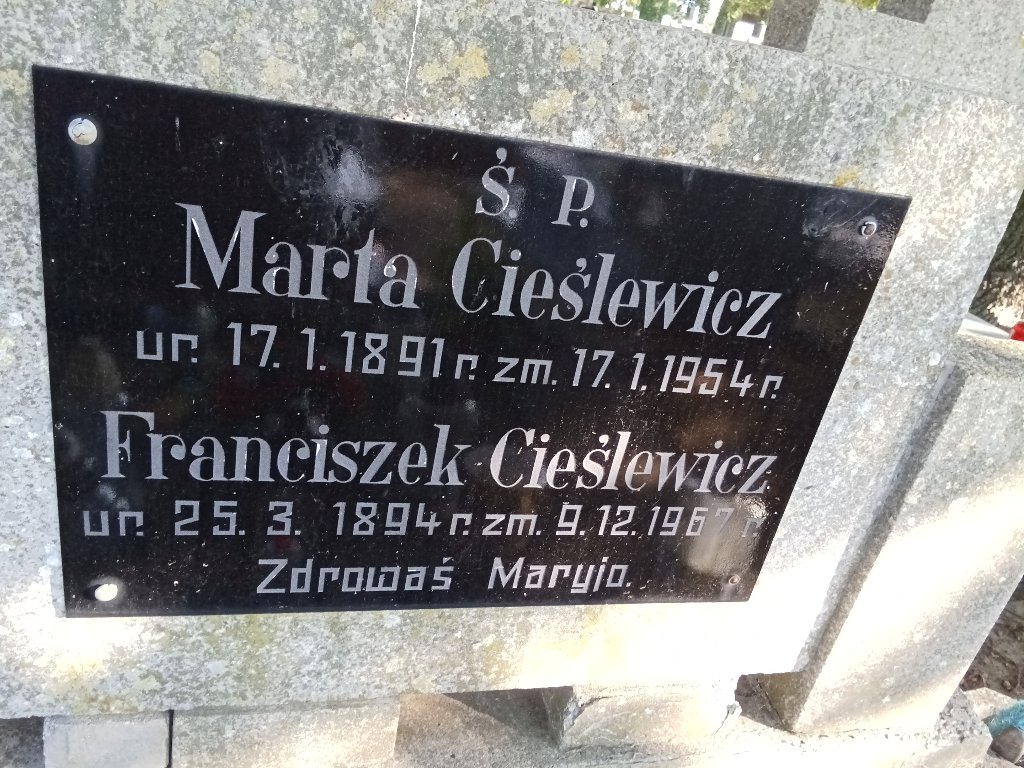 Ś. P.
Marta Cieślewicz
ur. 17. 1. 1891 r. zm. 17. 1. 1954 r.
Franciszek Cieślewicz
ur. 25. 3. 1894 r. zm. 9. 12. 1967 r.
Zdrowaś Maryjo.